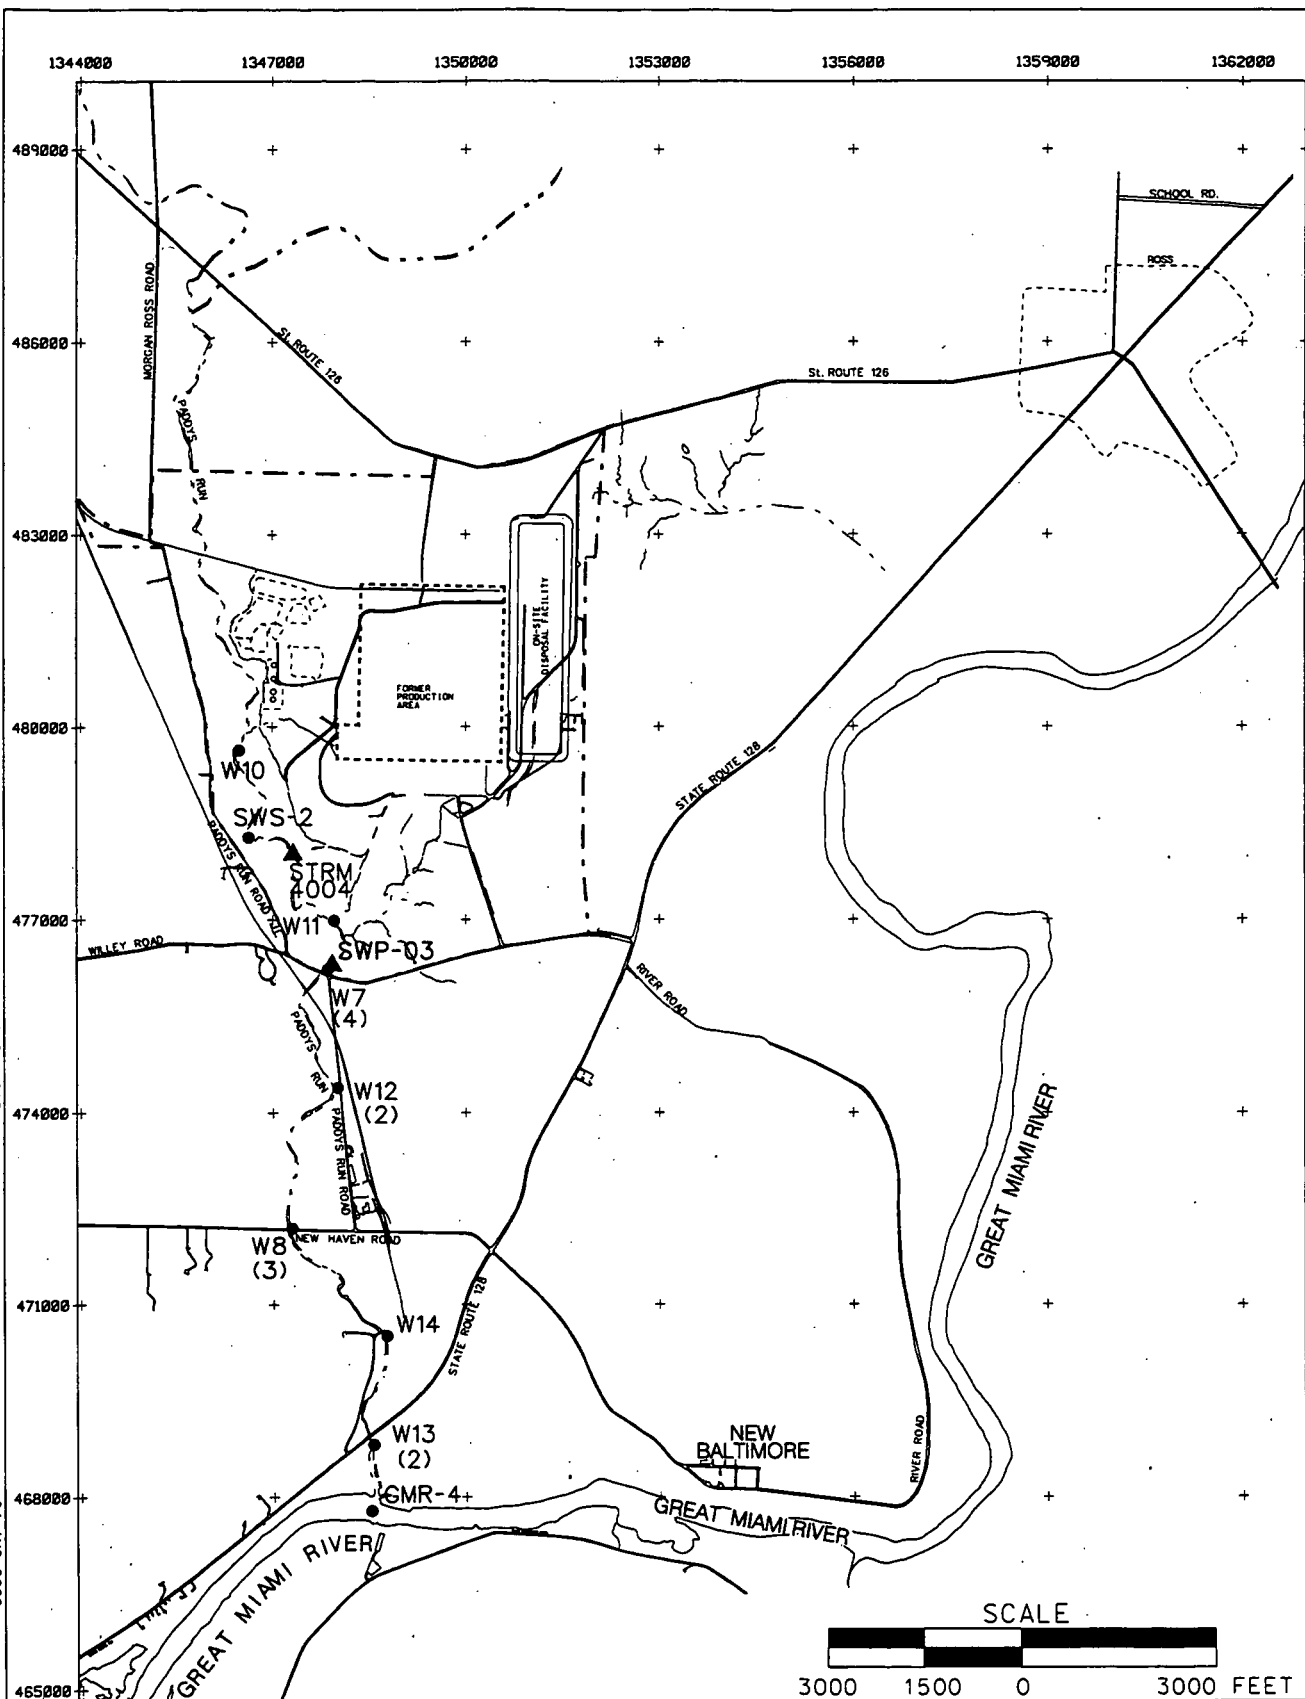 1344000 1347000 1350000 1353000 1356000 1359000 1362000
489000
SCHOOL RD.
ROSS
MORGAN ROSS ROAD
486000
St. ROUTE 126
St. ROUTE 126
PADDYS
RUN
483000
ON-SITE
DISPOSAL FACILITY
FORMER
PRODUCTION
AREA
480000
STATE ROUTE 128
W10
SWS-2
PADDYS RUN ROAD
STRM
4004
477000
W11
WILLEY ROAD
SWP-03
RIVER ROAD
W7
(4)
PADDYS
RUN
W12
(2)
474000
PADDYS RUN ROAD
GREAT MIAMI RIVER
W8
(3)
NEW HAVEN ROAD
471000
W14
STATE ROUTE 128
W13
(2)
NEW
BALTIMORE
RIVER ROAD
468000
GMR-4
GREAT MIAMI RIVER
GREAT MIAMI RIVER
SCALE
465000
3000 1500 0 3000 FEET